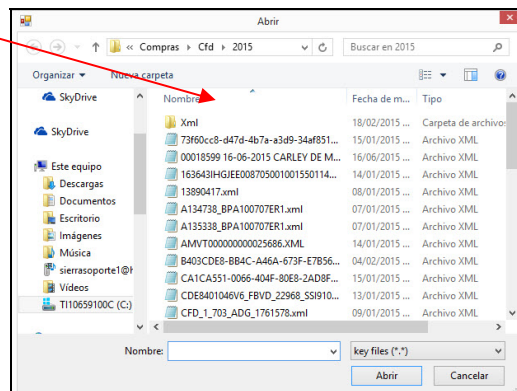 Abrir
« Compras Cfd 2015
Buscar en 2015
Organizar
Nueva carpeta
Nombre
Fecha de m...
Tipo
SkyDrive
SkyDrive
Este equipo
Descargas
Documentos
Escritorio
Imágenes
Música
sierrasoporte1@h
Vídeos
TI10659100C (C:)
Xml 18/02/2015 ... Carpeta de archivos
73f60cc8-d47d-4b7a-a3d9-34af851... 15/01/2015 ... Archivo XML
00018599 16-06-2015 CARLEY DE M... 16/06/2015 ... Archivo XML
163643IHGJEE008705001001550114... 14/01/2015 ... Archivo XML
13890417.xml 08/01/2015 ... Archivo XML
A134738_BPA100707ER1.xml 07/01/2015 ... Archivo XML
A135338_BPA100707ER1.xml 07/01/2015 ... Archivo XML
AMVT000000000025686.XML 14/01/2015 ... Archivo XML
B403CDE8-BB4C-A46A-673F-E7B56... 04/02/2015 ... Archivo XML
CA1CA551-0066-404F-80E8-2AD8F... 15/01/2015 ... Archivo XML
CDE8401046V6_FBVD_22968_SSI910... 13/01/2015 ... Archivo XML
CFD_1_703_ADG_1761578.xml 09/01/2015 ... Archivo XML
Nombre:
key files (*.*)
Abrir
Cancelar